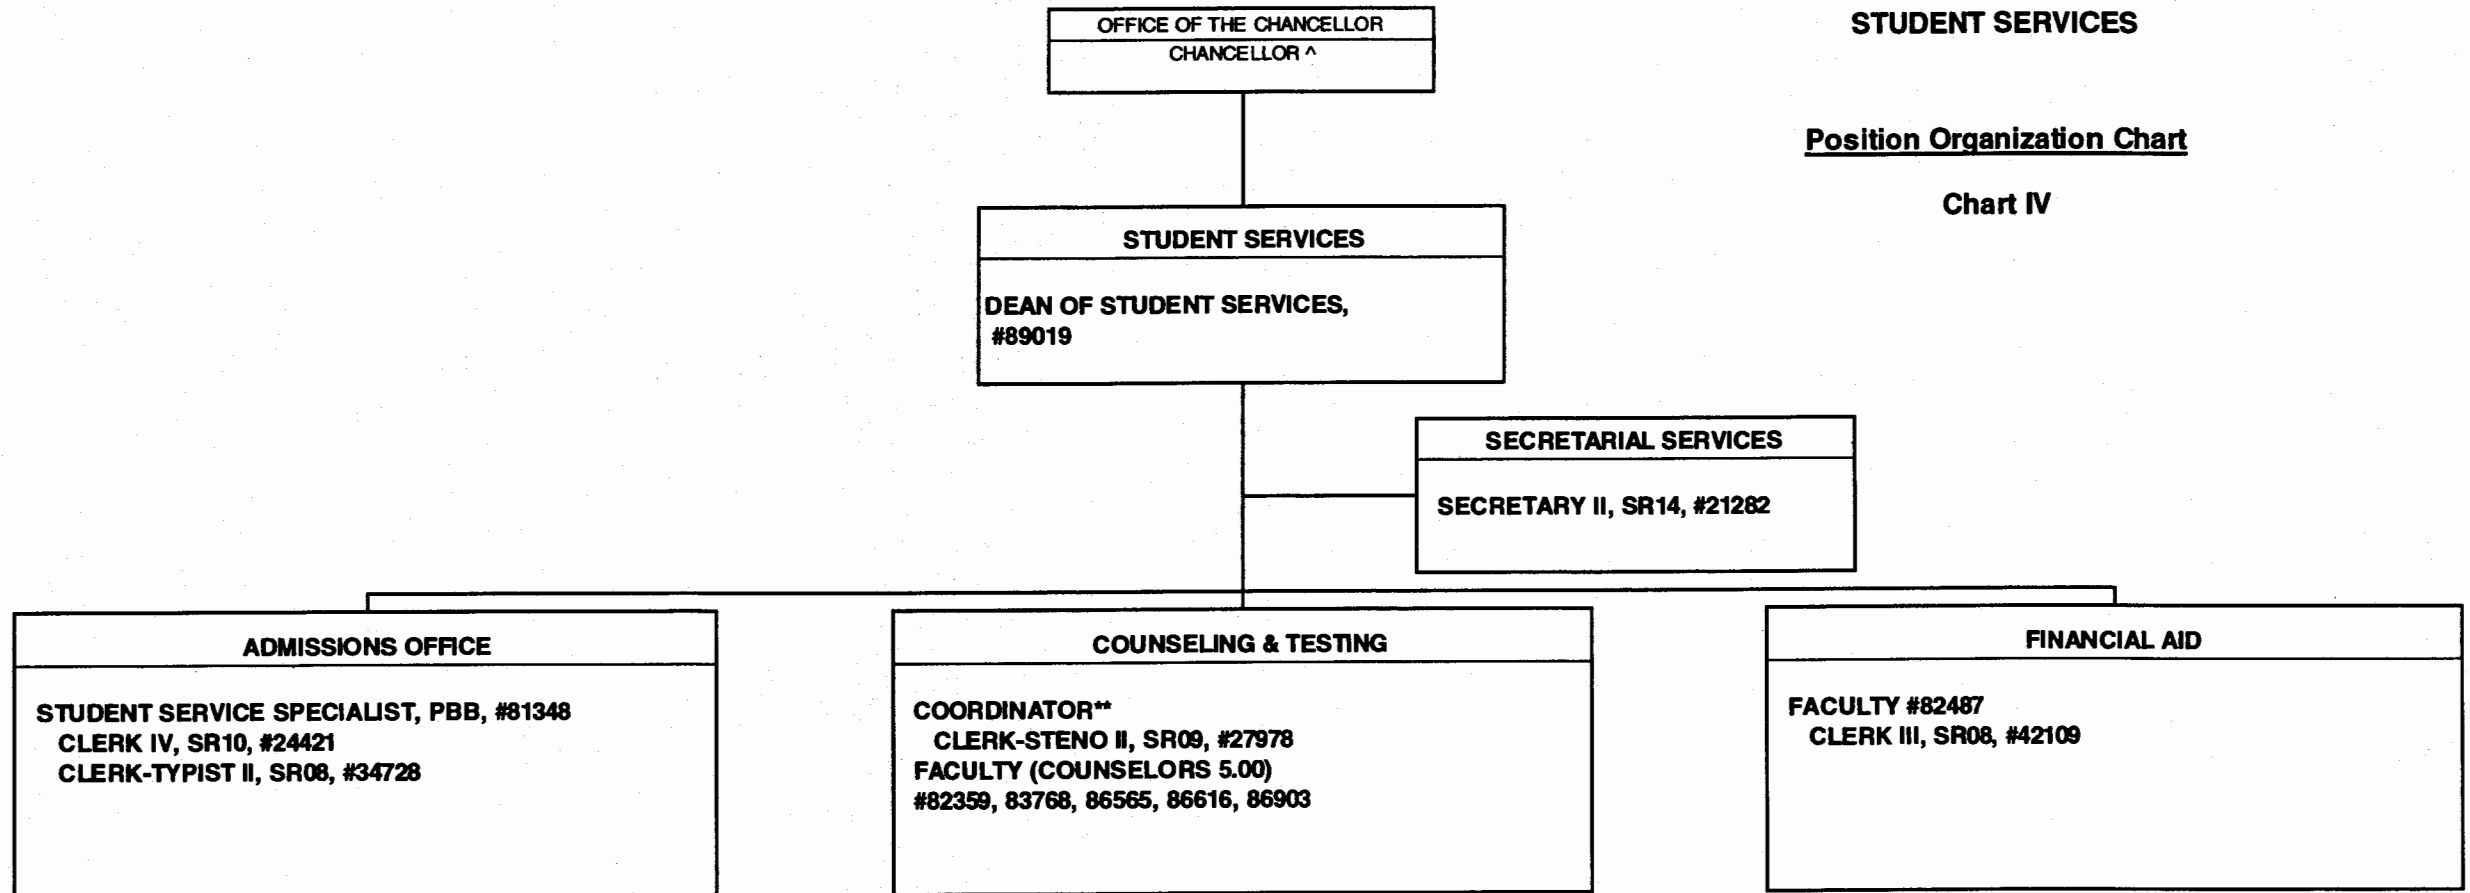 OFFICE OF THE CHANCELLOR
CHANCELLOR ^
STUDENT SERVICES
Position Organization Chart
Chart IV
STUDENT SERVICES
DEAN OF STUDENT SERVICES,
#89019
SECRETARIAL SERVICES
SECRETARY II, SR14, #21282
ADMISSIONS OFFICE
STUDENT SERVICE SPECIALIST, PBB, #81348
CLERK IV, SR10, #24421
CLERK-TYPIST II, SR08, #34728
COUNSELING & TESTING
COORDINATOR**
CLERK-STENO II, SR09, #27978
FACULTY (COUNSELORS 5.00)
#82359, 83768, 86565, 86616, 86903
FINANCIAL AID
FACULTY #82487
CLERK III, SR08, #42109